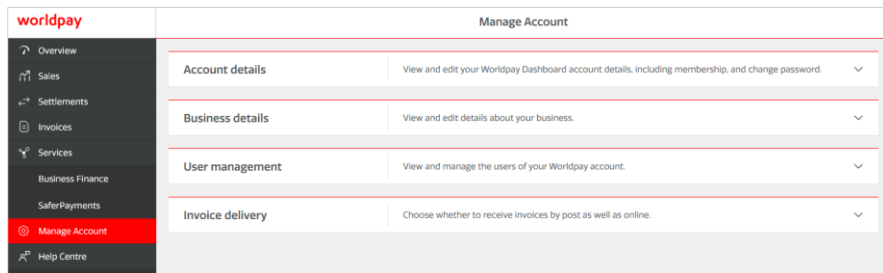 worldpay
Manage Account
Overview
Sales
Settlements
Invoices
Services
Business Finance
SaferPayments
Manage Account
Help Centre
Account details
View and edit your Worldpay Dashboard account details, including membership, and change password.
Business details
View and edit details about your business.
User management
View and manage the users of your Worldpay account.
Invoice delivery
Choose whether to receive invoices by post as well as online.